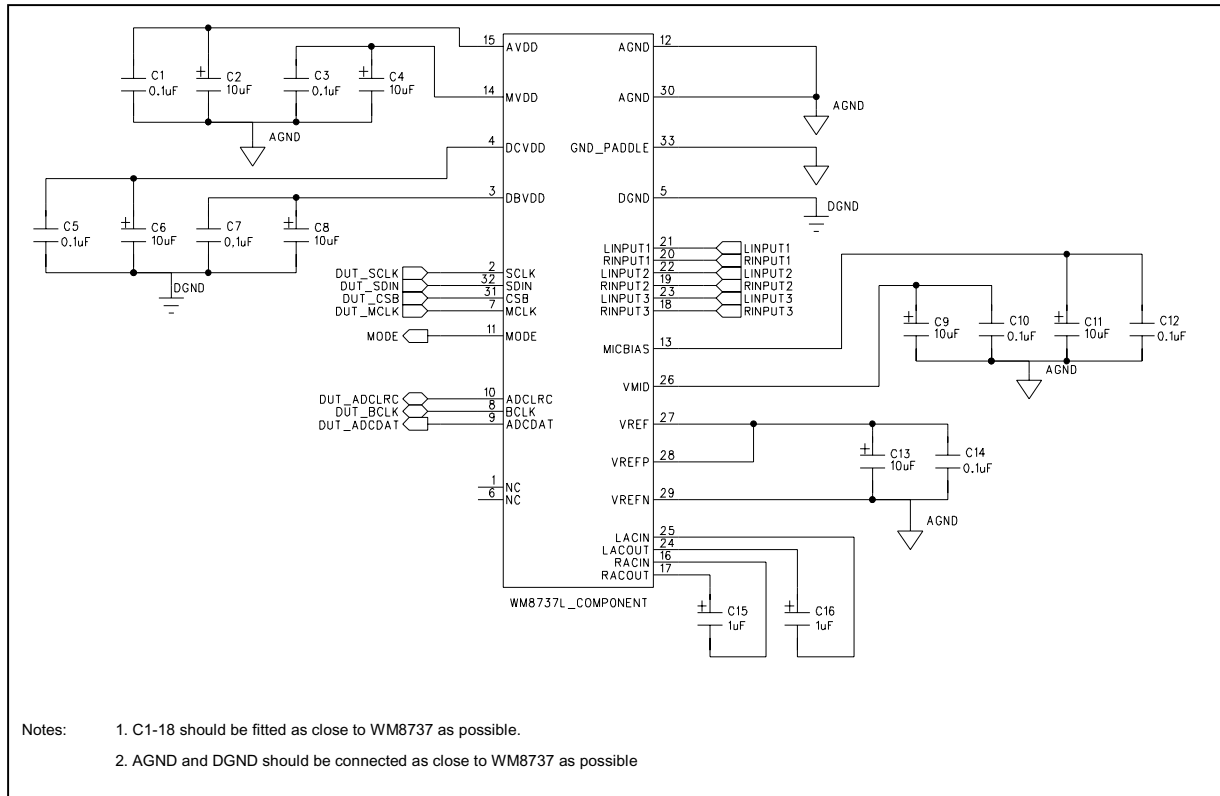 15 AVDD
AGND 12
C1
0.1uF
C2
10uF
C3
0.1uF
C4
10uF
14 MVDD
AGND 30
AGND
AGND
4 DCVDD
GND_PADDLE 33
3 DBVDD
DGND 5
DGND
C5
0.1uF
C6
10uF
C7
0.1uF
C8
10uF
DGND
DUT_SCLK 2 SCLK
DUT_SDIN 32 SDIN
DUT_CSB 31 CSB
DUT_MCLK 7 MCLK
MODE 11 MODE
LINPUT1 21 LINPUT1
RINPUT1 20 RINPUT1
LINPUT2 22 LINPUT2
RINPUT2 19 RINPUT2
LINPUT3 23 LINPUT3
RINPUT3 18 RINPUT3
MICBIAS 13
C9
10uF
C10
0.1uF
C11
10uF
C12
0.1uF
AGND
VMID 26
DUT_ADCLRC 10 ADCLRC
DUT_BCLK 8 BCLK
DUT_ADCDAT 9 ADCDAT
VREF 27
VREFP 28
C13
10uF
C14
0.1uF
1 NC
6 NC
VREFN 29
AGND
LACIN 25
LACOUT 24
RACIN 16
RACOUT 17
WM8737L_COMPONENT
C15
1uF
C16
1uF
Notes: 1. C1-18 should be fitted as close to WM8737 as possible.
2. AGND and DGND should be connected as close to WM8737 as possible